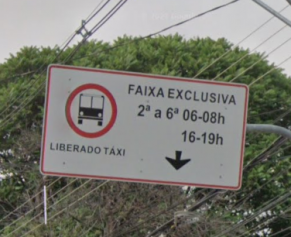 FAIXA EXCLUSIVA
2ª a 6ª 06-08h
16-19h
LIBERADO TÁXI